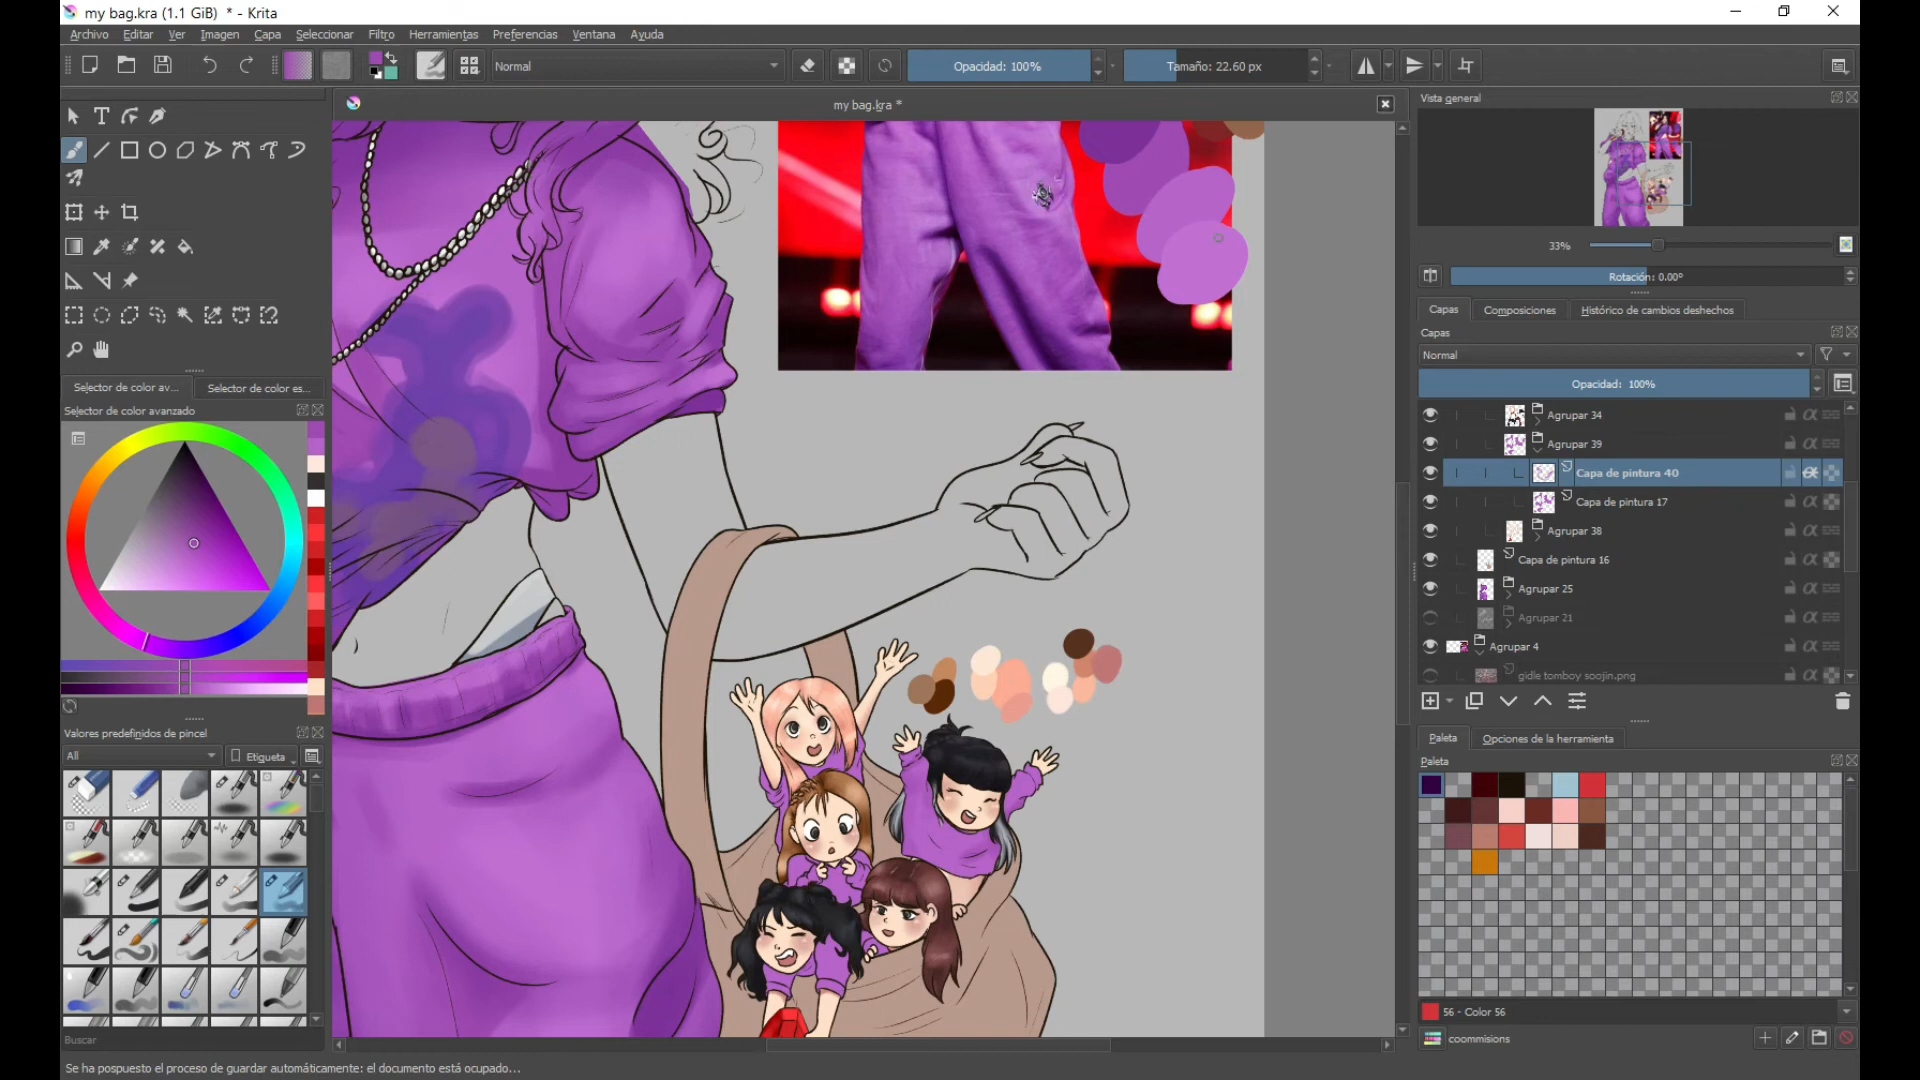 my bag.kra (1.1 GiB) * - Krita
Archivo Editar Ver Imagen Capa Seleccionar Filtro Herramientas Preferencias Ventana Ayuda
Normal Opacidad: 100% Tamaño: 22.60 px
my bag.kra *
Vista general
33%
Rotación: 0.00°
Capas Composiciones Histórico de cambios deshechos
Capas
Normal
Opacidad: 100%
Agrupar 34
Agrupar 39
Capa de pintura 40
Capa de pintura 17
Agrupar 38
Capa de pintura 16
Agrupar 25
Agrupar 21
Agrupar 4
gidle tomboy soojin.png
Selector de color av... Selector de color es...
Selector de color avanzado
Valores predefinidos de pincel
All Etiqueta
Buscar
Paleta Opciones de la herramienta
Paleta
56 - Color 56
coommisions
Se ha pospuesto el proceso de guardar automáticamente: el documento está ocupado...